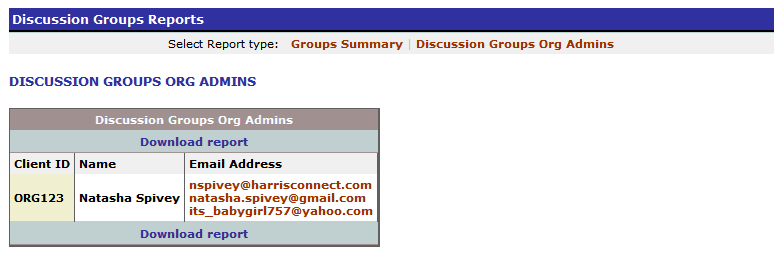 Discussion Groups Reports
Select Report type: Groups Summary | Discussion Groups Org Admins
DISCUSSION GROUPS ORG ADMINS
Discussion Groups Org Admins
Download report
Client ID Name Email Address
ORG123 Natasha Spivey nspivey@harrisconnect.com
natasha.spivey@gmail.com
its_babygirl757@yahoo.com
Download report